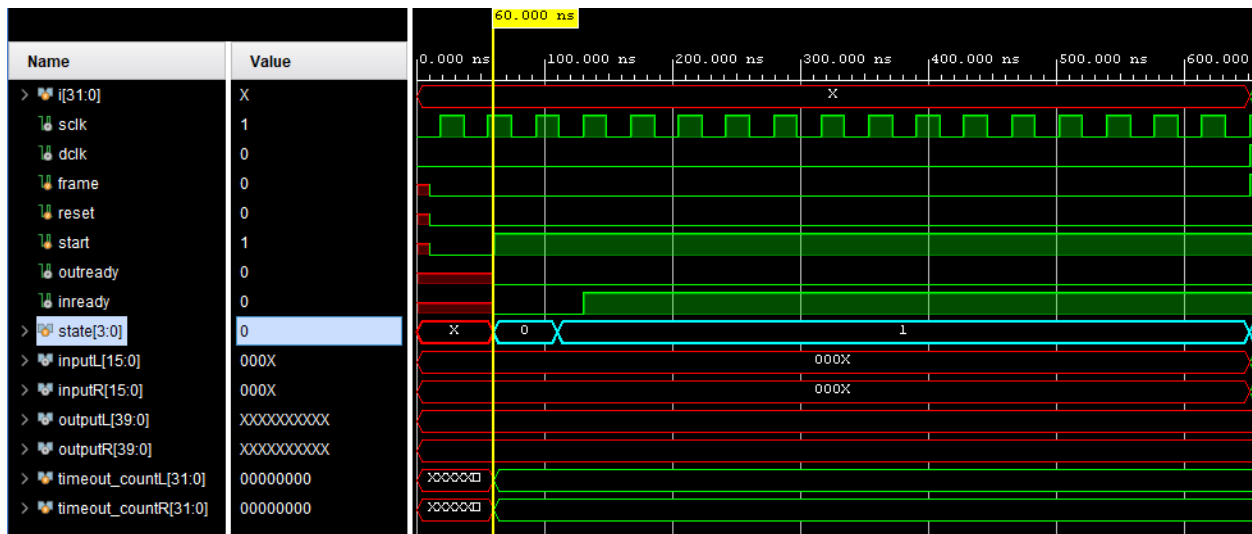 60.000 ns
Name Value
0.000 ns 100.000 ns 200.000 ns 300.000 ns 400.000 ns 500.000 ns 600.000
i[31:0] X X
sclk 1
dclk 0
frame 0
reset 0
start 1
outready 0
inready 0
state[3:0] 0 X 0 1
inputL[15:0] 000X 000X
inputR[15:0] 000X 000X
outputL[39:0] XXXXXXXXXX
outputR[39:0] XXXXXXXXXX
timeout_countL[31:0] 00000000 XXXXX□
timeout_countR[31:0] 00000000 XXXXX□